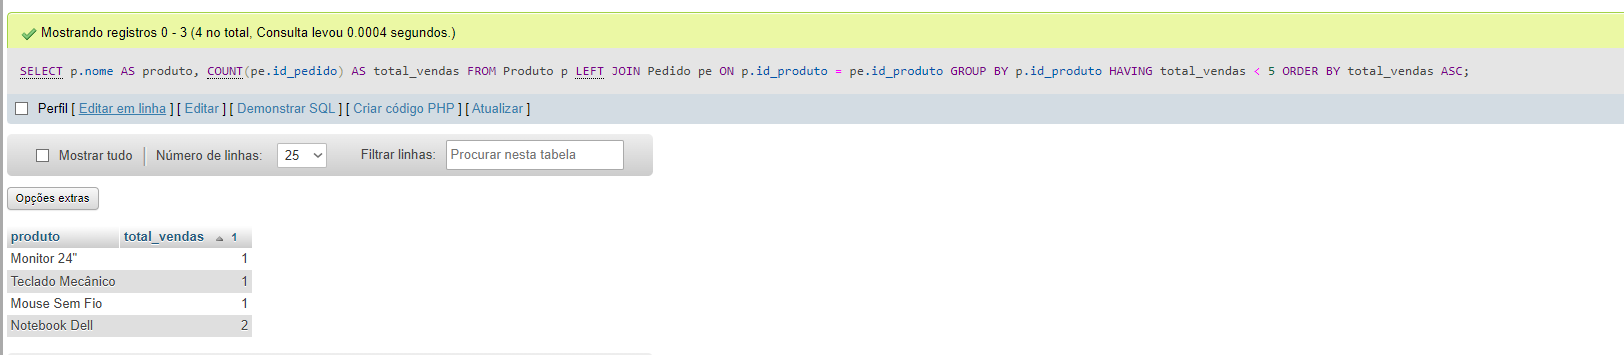 Mostrando registros 0 - 3 (4 no total, Consulta levou 0.0004 segundos.)
SELECT p.nome AS produto, COUNT(pe.id_pedido) AS total_vendas FROM Produto p LEFT JOIN Pedido pe ON p.id_produto = pe.id_produto GROUP BY p.id_produto HAVING total_vendas < 5 ORDER BY total_vendas ASC;
Perfil [ Editar em linha ] [ Editar ] [ Demonstrar SQL ] [ Criar código PHP ] [ Atualizar ]
Mostrar tudo | Número de linhas: 25 Filtrar linhas: Procurar nesta tabela
Opções extras
produto total_vendas 1
Monitor 24" 1
Teclado Mecânico 1
Mouse Sem Fio 1
Notebook Dell 2